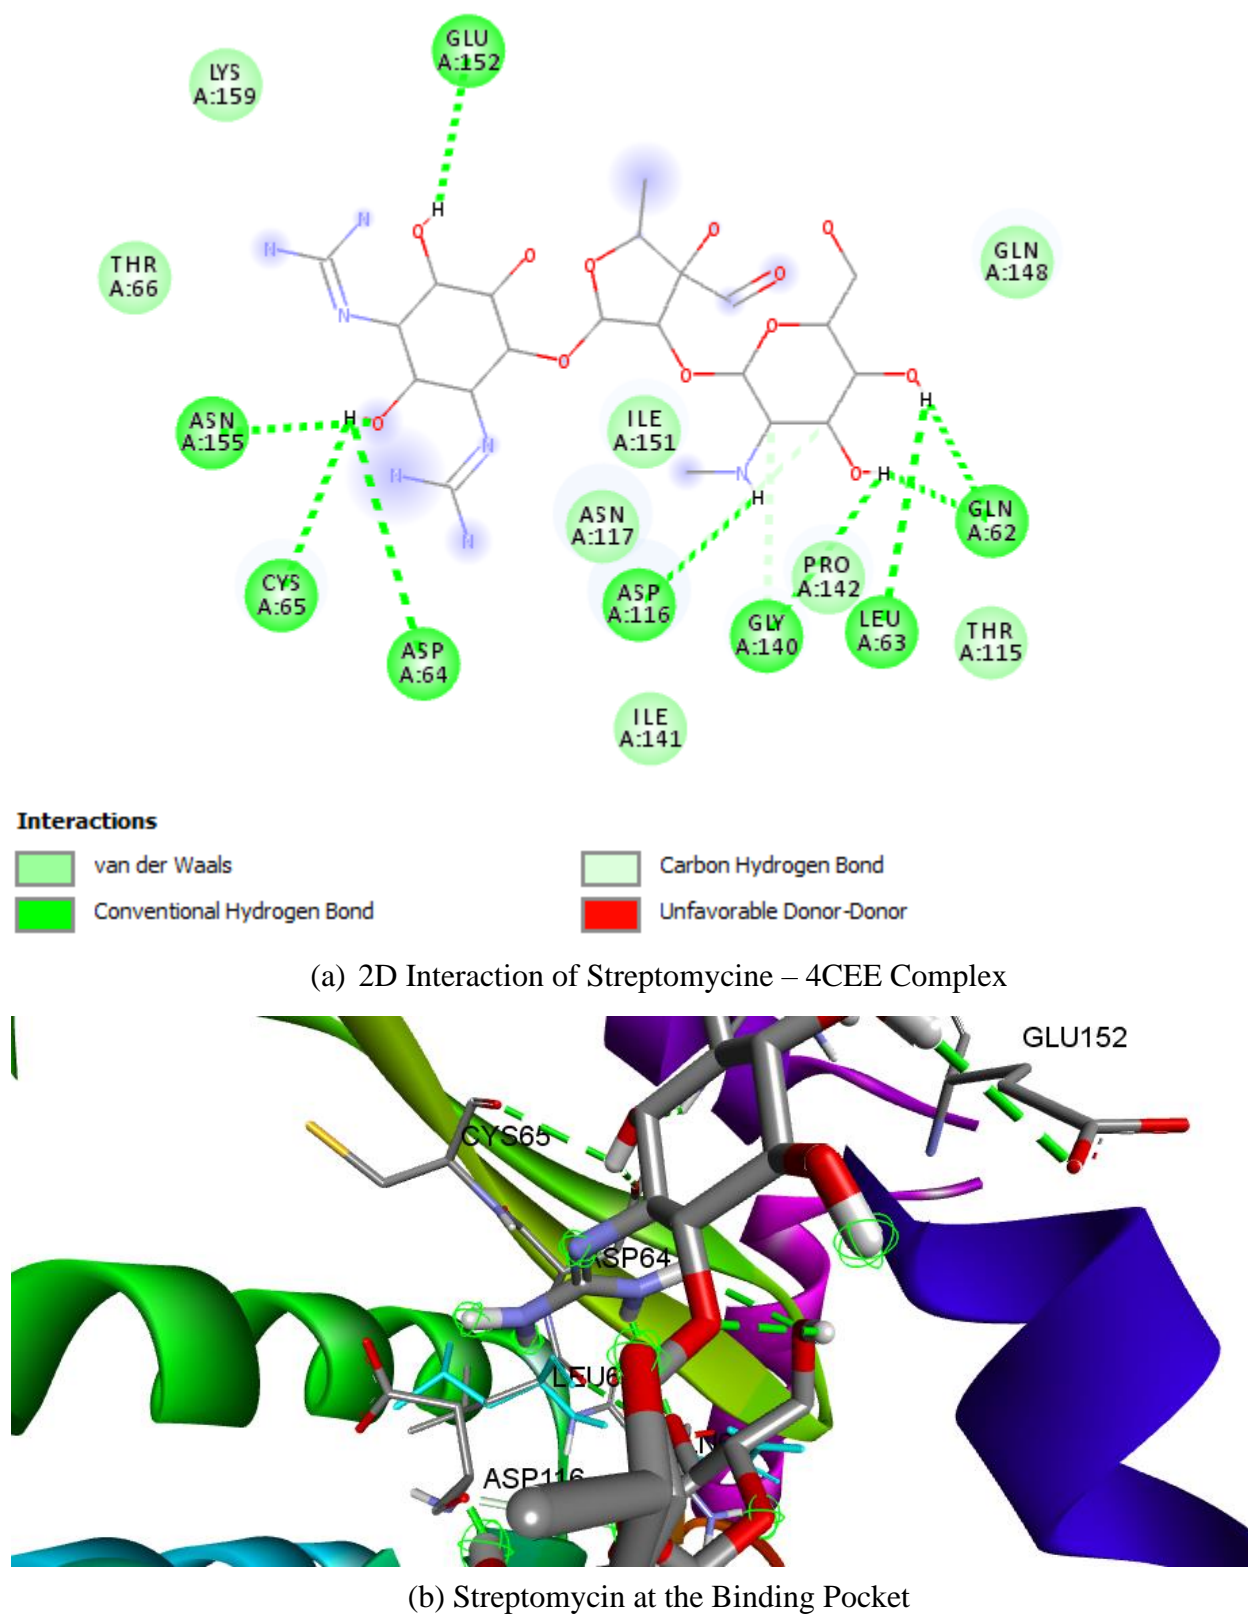 GLU
A:152
LYS
A:159
H
O
N
N
O
O
O
O
O
GLN
A:148
THR
A:66
N
O
O
O
O
ASN
A:155
H
O
ILE
A:151
H
N
N
N
O
H
N
H
GLN
A:62
ASN
A:117
N
PRO
A:142
CYS
A:65
ASP
A:116
GLY
A:140
LEU
A:63
THR
A:115
ASP
A:64
ILE
A:141
Interactions
van der Waals
Carbon Hydrogen Bond
Conventional Hydrogen Bond
Unfavorable Donor-Donor
(a) 2D Interaction of Streptomycine – 4CEE Complex
GLU152
CYS65
ASP64
LEU6
ASP116
(b) Streptomycin at the Binding Pocket